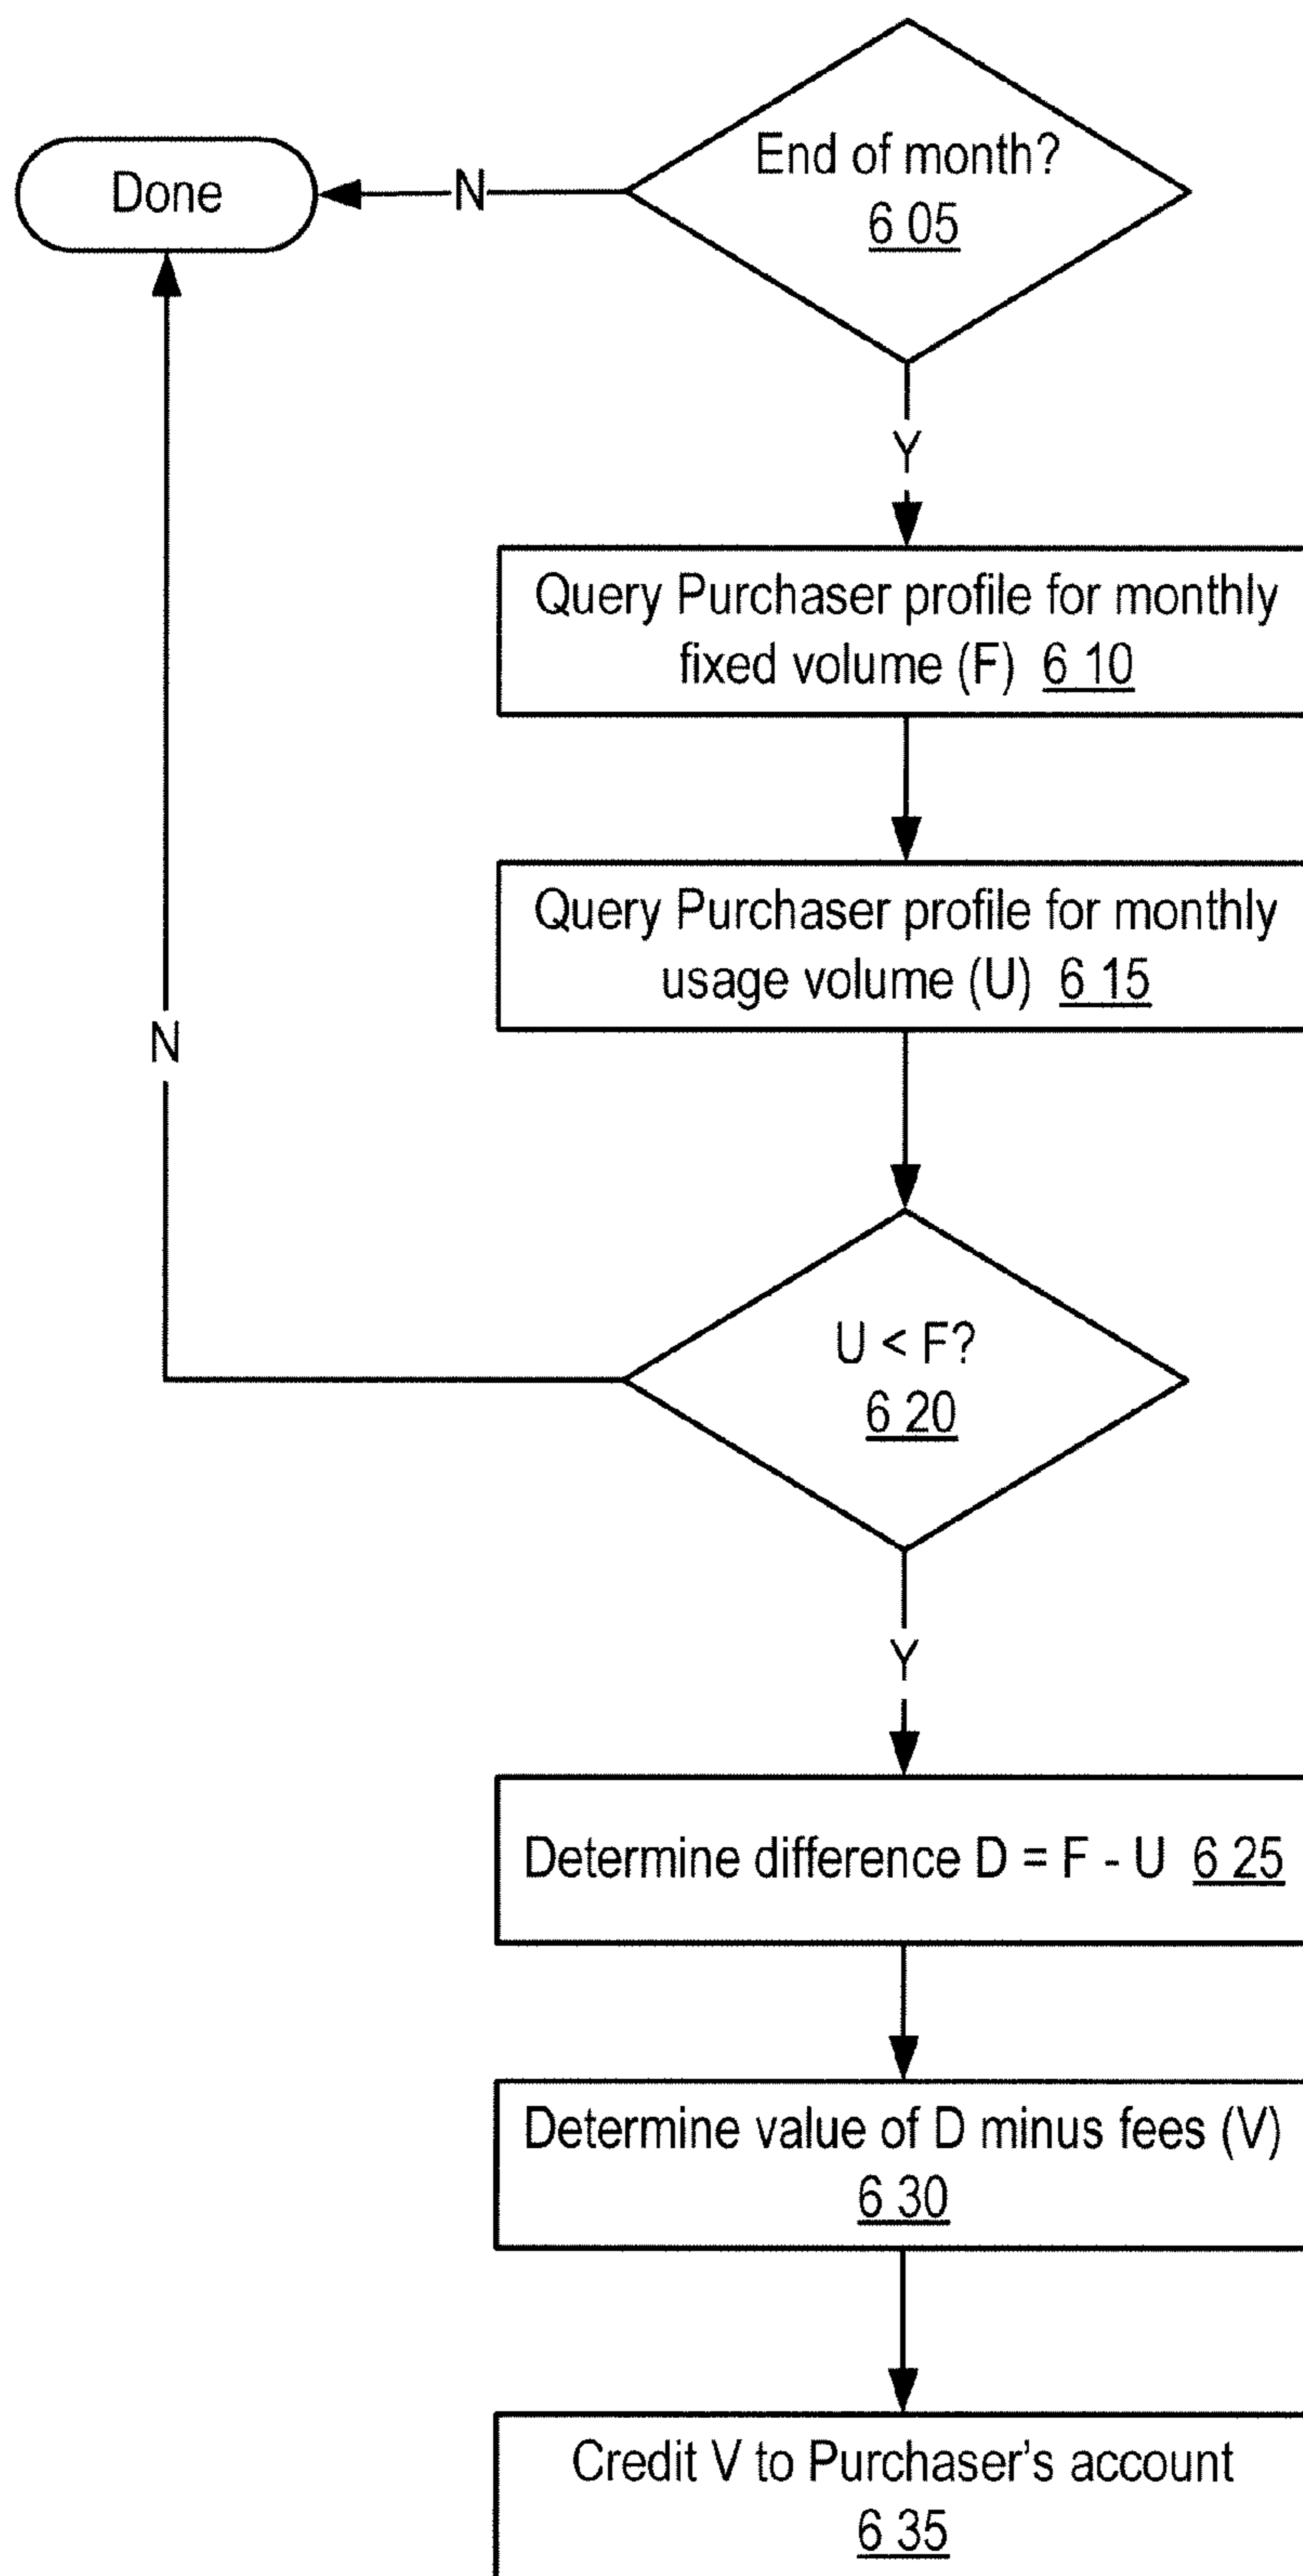 End of month?
6 05
Done
N
Y
Query Purchaser profile for monthly
fixed volume (F) 6 10
Query Purchaser profile for monthly
usage volume (U) 6 15
N
U < F?
6 20
Y
Determine difference D = F - U 6 25
Determine value of D minus fees (V)
6 30
Credit V to Purchaser's account
6 35